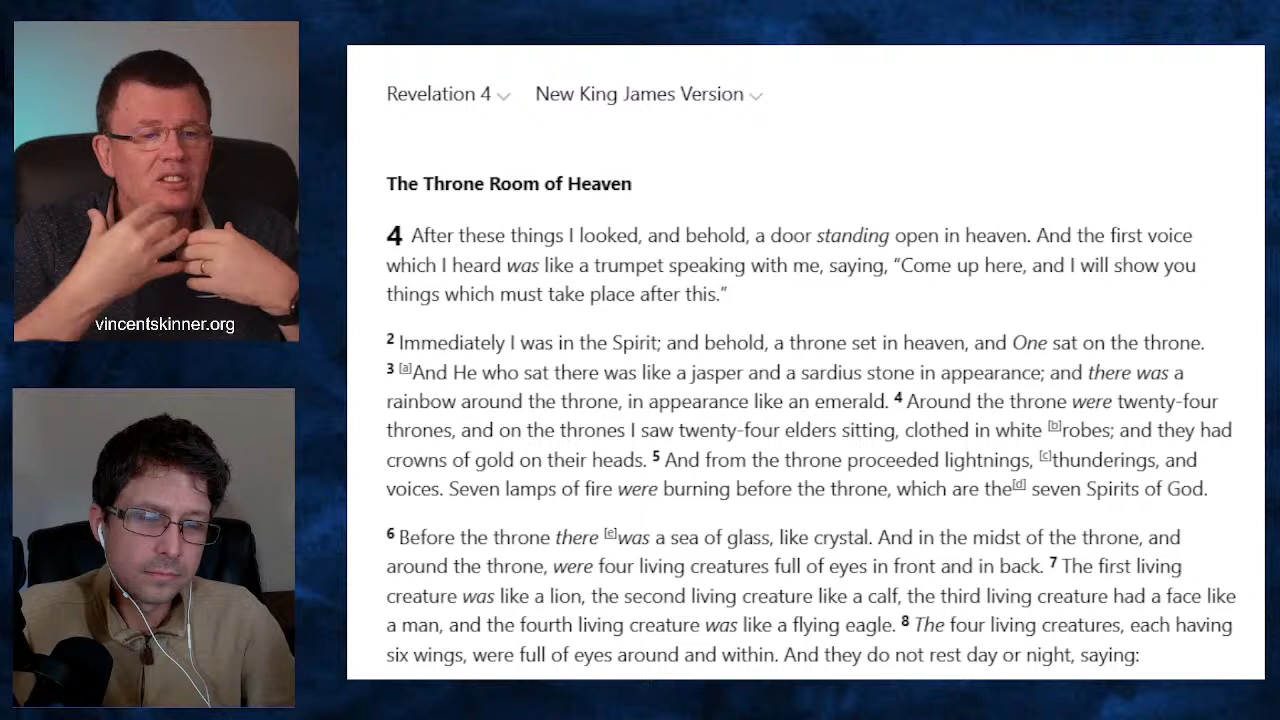 vincentskinner.org
Revelation 4 New King James Version
The Throne Room of Heaven
4 After these things I looked, and behold, a door standing open in heaven. And the first voice
which I heard was like a trumpet speaking with me, saying, “Come up here, and I will show you
things which must take place after this.”
2 Immediately I was in the Spirit; and behold, a throne set in heaven, and One sat on the throne.
3 [a]And He who sat there was like a jasper and a sardius stone in appearance; and there was a
rainbow around the throne, in appearance like an emerald. 4 Around the throne were twenty-four
thrones, and on the thrones I saw twenty-four elders sitting, clothed in white [b]robes; and they had
crowns of gold on their heads. 5 And from the throne proceeded lightnings, [c]thunderings, and
voices. Seven lamps of fire were burning before the throne, which are the[d] seven Spirits of God.
6 Before the throne there [e]was a sea of glass, like crystal. And in the midst of the throne, and
around the throne, were four living creatures full of eyes in front and in back. 7 The first living
creature was like a lion, the second living creature like a calf, the third living creature had a face like
a man, and the fourth living creature was like a flying eagle. 8 The four living creatures, each having
six wings, were full of eyes around and within. And they do not rest day or night, saying: